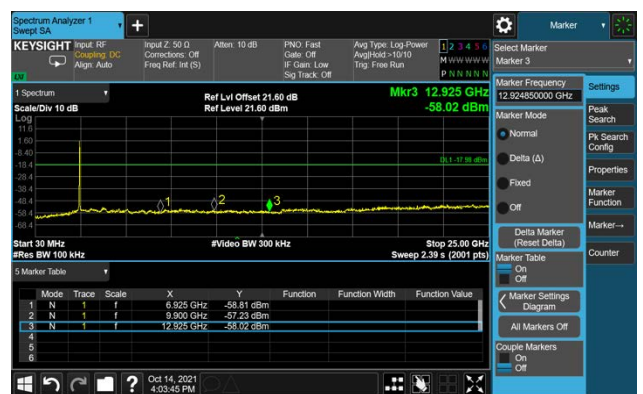 Spectrum Analyzer 1
Swept SA
Marker
KEYSIGHT
Input: RF
Coupling: DC
Align: Auto
Input Z: 50 Ω
Corrections: Off
Freq Ref: Int (S)
Atten: 10 dB
PNO: Fast
Gate: Off
IF Gain: Low
Sig Track: Off
Avg Type: Log-Power
Avg|Hold:>10/10
Trig: Free Run
1 2 3 4 5 6
M W W W W W
P N N N N N
LXI
Select Marker
Marker 3
1 Spectrum
Scale/Div 10 dB
Log
Ref Lvl Offset 21.60 dB
Ref Level 21.60 dBm
Mkr3 12.925 GHz
-58.02 dBm
11.6
1.60
-8.40
-18.4
-28.4
-38.4
-48.4
-58.4
-68.4
DL1 -17.98 dBm
1
2
3
Start 30 MHz
#Res BW 100 kHz
#Video BW 300 kHz
Stop 25.00 GHz
Sweep 2.39 s (2001 pts)
5 Marker Table
Mode Trace Scale X Y Function Function Width Function Value
1 N 1 f 6.925 GHz -58.81 dBm
2 N 1 f 9.900 GHz -57.23 dBm
3 N 1 f 12.925 GHz -58.02 dBm
4
5
6
Marker Frequency
12.924850000 GHz
Marker Mode
Normal
Delta (Δ)
Fixed
Off
Delta Marker
(Reset Delta)
Marker Table
On
Off
Marker Settings
Diagram
All Markers Off
Couple Markers
On
Off
Settings
Peak
Search
Pk Search
Config
Properties
Marker
Function
Marker→
Counter
?
Oct 14, 2021
4:03:45 PM